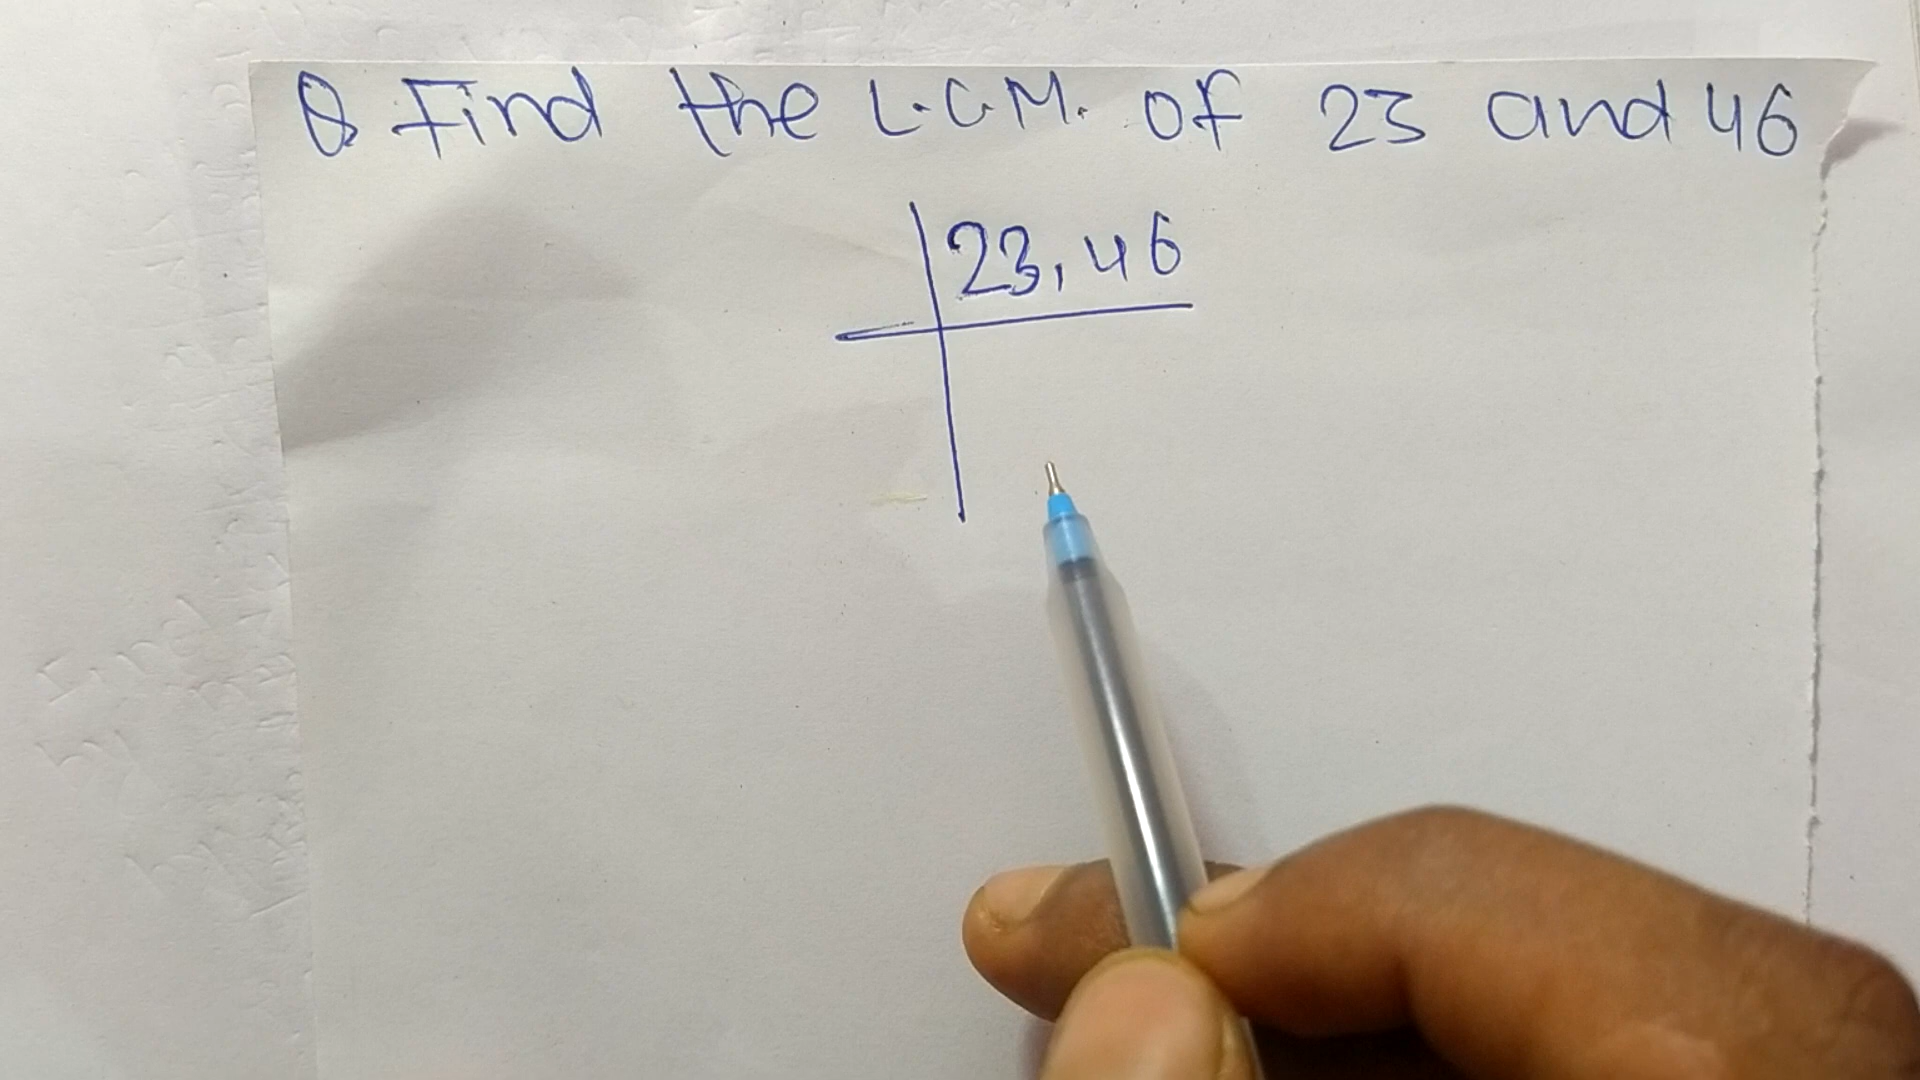 Q Find the L.C.M. of 23 and 46
23, 46